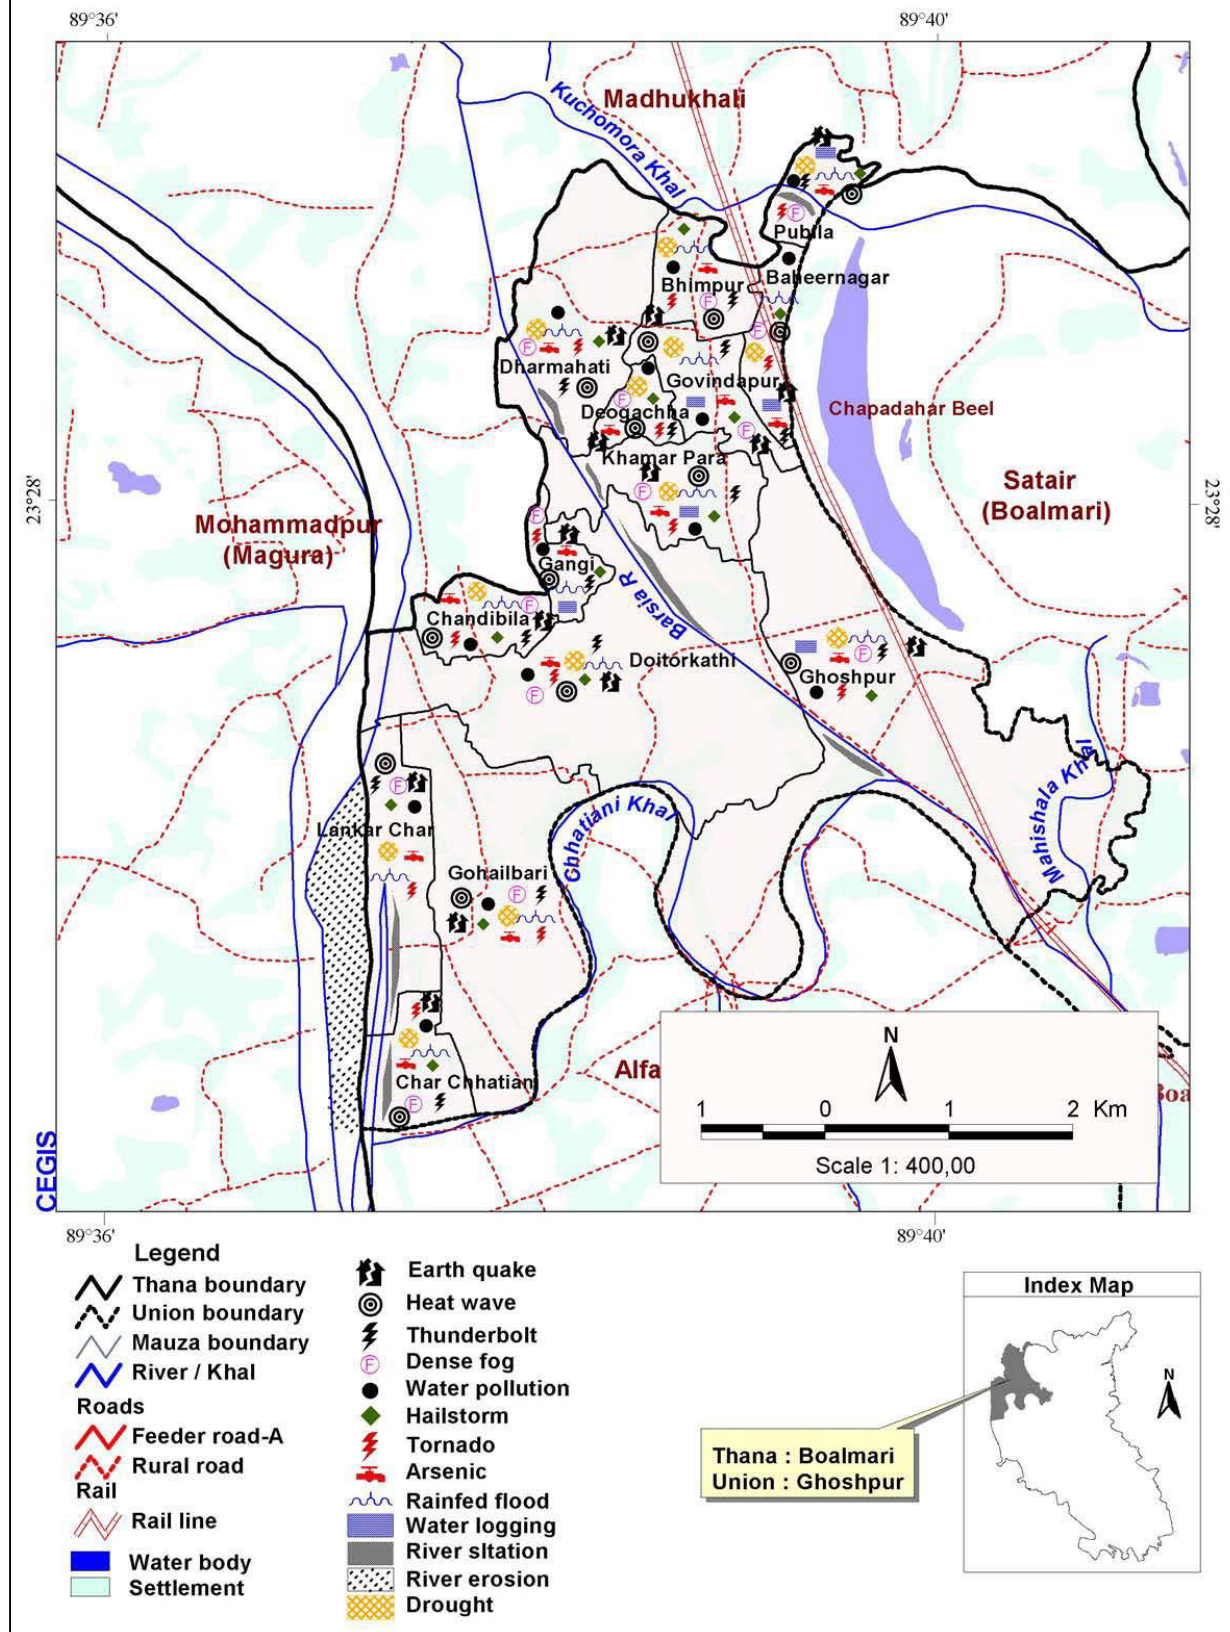 89°36'
89°40'
Kuchomora Khal
Madhukhali
Pubila
Baheernagar
Bhimpur
Dharmahati
Govindapur
Deogachha
Chapadahar Beel
Khamar Para
Satair
(Boalmari)
23°28'
23°28'
Mohammadpur
(Magura)
Gangi
Barsia R
Chandibila
Doitorkathi
Ghoshpur
Mahishala Khal
Lankar Char
Chhatiani Khal
Gohailbari
Char Chhatian
Alfa
Boa
N
1 0 1 2 Km
Scale 1: 400,00
CEGIS
89°36'
89°40'
Legend
Thana boundary
Union boundary
Mauza boundary
River / Khal
Roads
Feeder road-A
Rural road
Rail
Rail line
Water body
Settlement
Earth quake
Heat wave
Thunderbolt
F Dense fog
Water pollution
Hailstorm
Tornado
Arsenic
Rainfed flood
Water logging
River sltation
River erosion
Drought
Index Map
N
Thana : Boalmari
Union : Ghoshpur